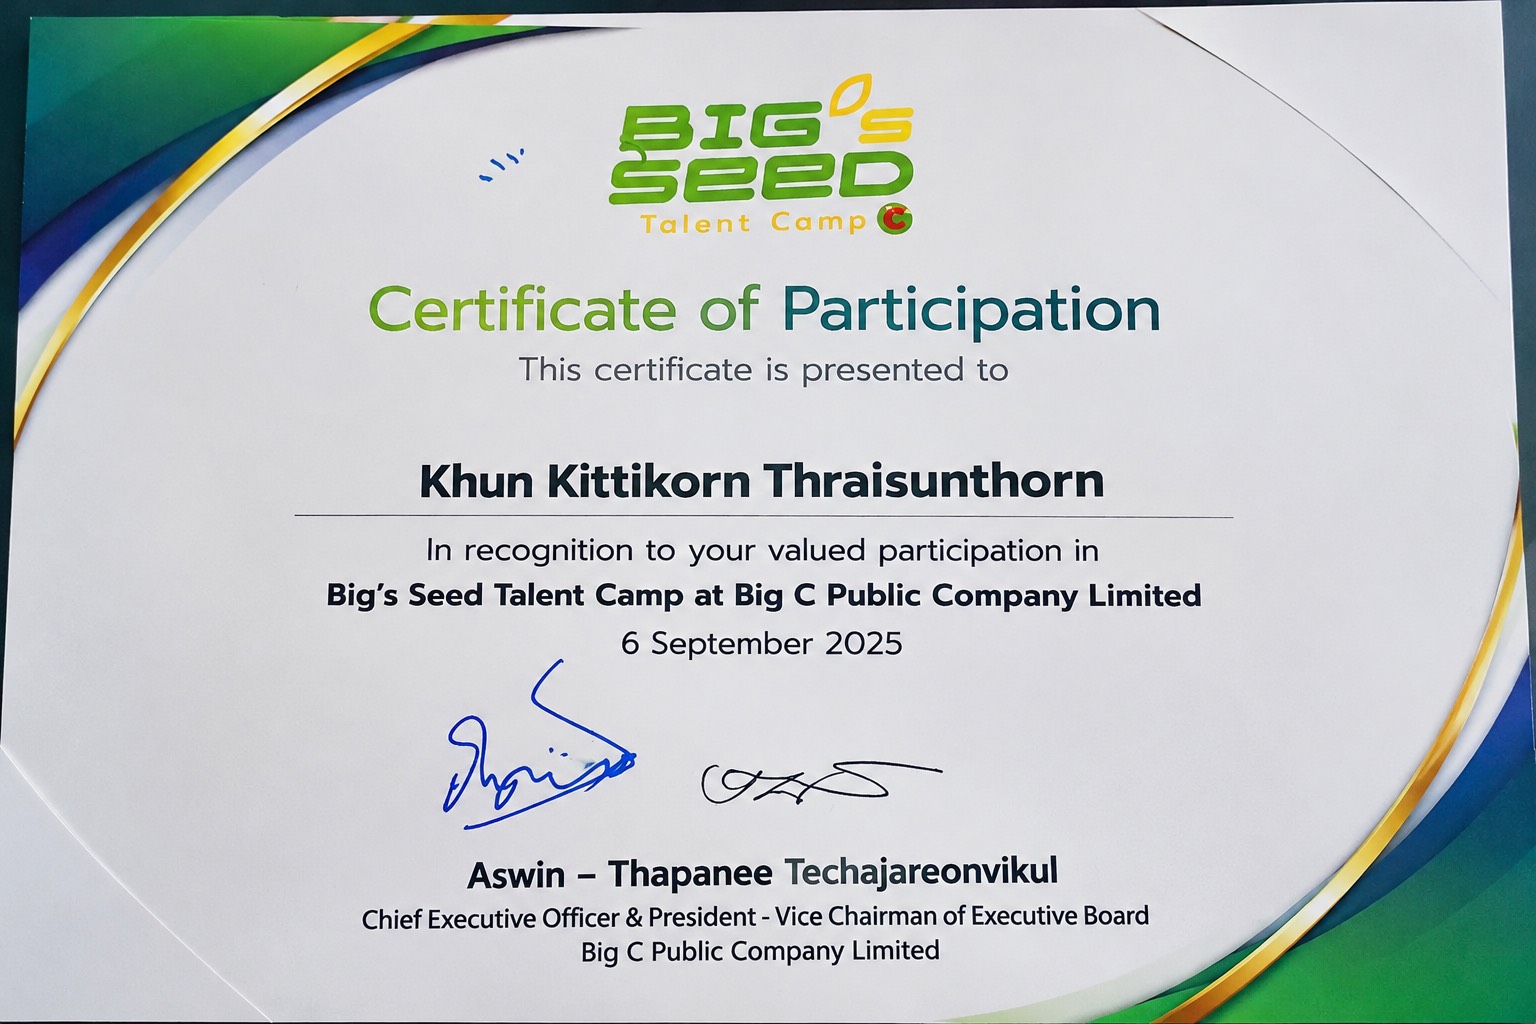 BIG's
SEED
Talent Camp C
Certificate of Participation
This certificate is presented to
Khun Kittikorn Thraisunthorn
In recognition to your valued participation in
Big's Seed Talent Camp at Big C Public Company Limited
6 September 2025
Aswin – Thapanee Techajareonvikul
Chief Executive Officer & President - Vice Chairman of Executive Board
Big C Public Company Limited